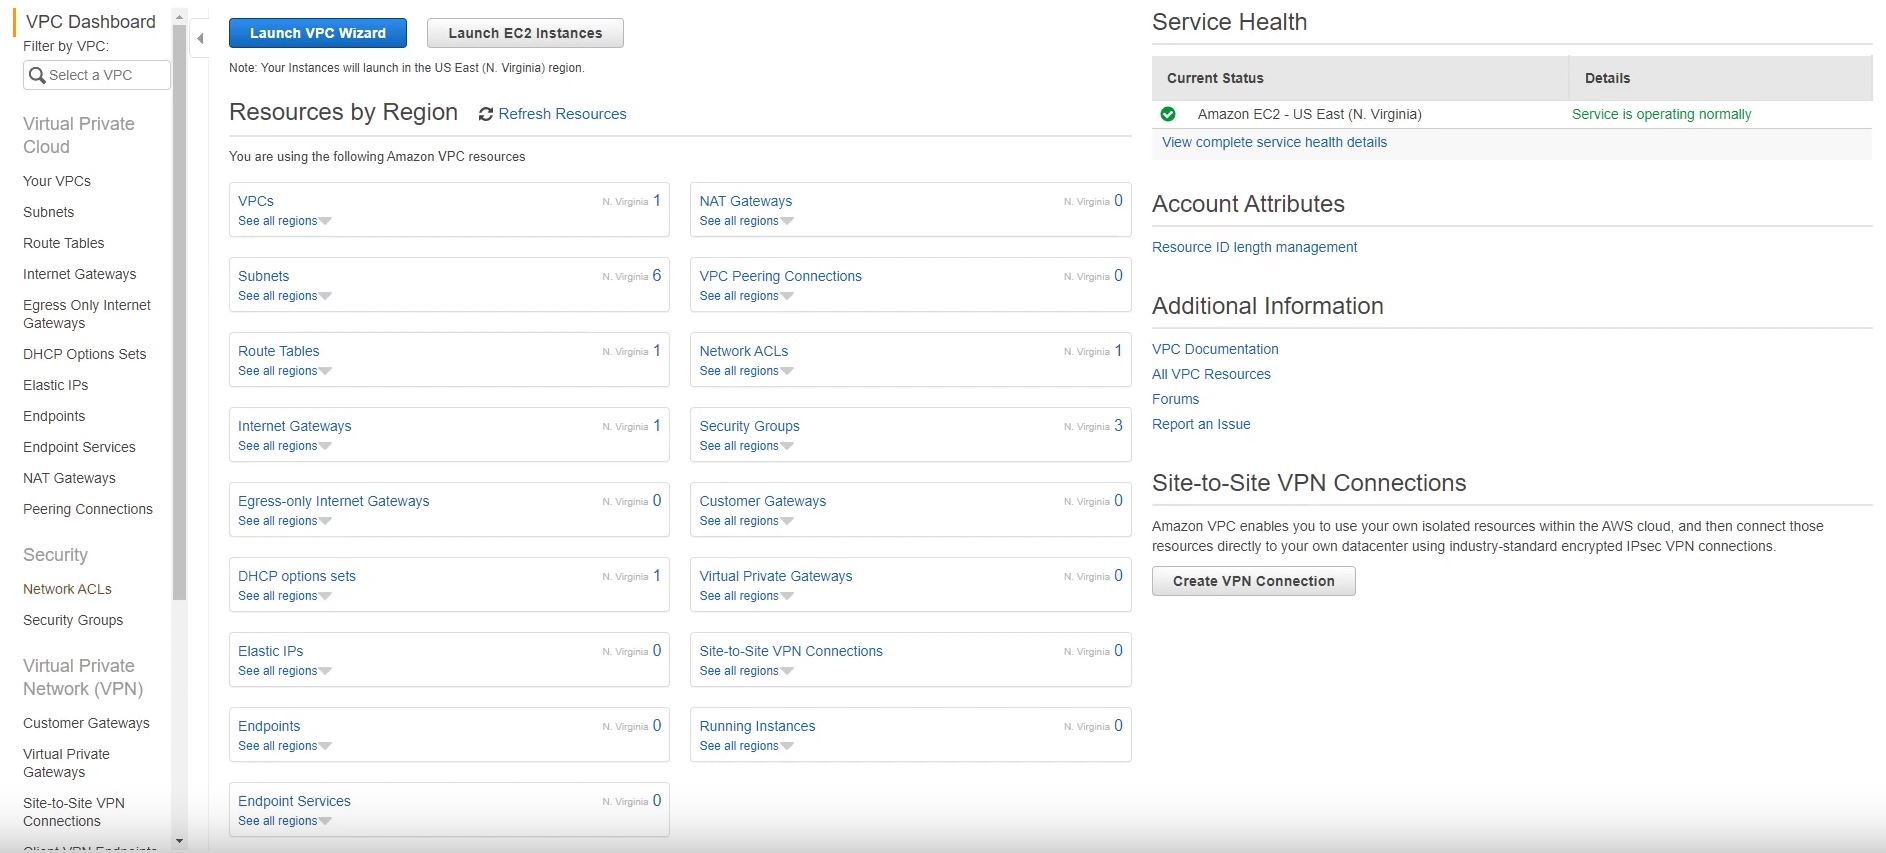 VPC Dashboard
Filter by VPC:
Select a VPC
Virtual Private
Cloud
Your VPCs
Subnets
Route Tables
Internet Gateways
Egress Only Internet
Gateways
DHCP Options Sets
Elastic IPs
Endpoints
Endpoint Services
NAT Gateways
Peering Connections
Security
Network ACLs
Security Groups
Virtual Private
Network (VPN)
Customer Gateways
Virtual Private
Gateways
Site-to-Site VPN
Connections
Client VPN Endpoints
Launch VPC Wizard
Launch EC2 Instances
Note: Your Instances will launch in the US East (N. Virginia) region.
Resources by Region
Refresh Resources
You are using the following Amazon VPC resources
VPCs N. Virginia 1
See all regions
NAT Gateways N. Virginia 0
See all regions
Subnets N. Virginia 6
See all regions
VPC Peering Connections N. Virginia 0
See all regions
Route Tables N. Virginia 1
See all regions
Network ACLs N. Virginia 1
See all regions
Internet Gateways N. Virginia 1
See all regions
Security Groups N. Virginia 3
See all regions
Egress-only Internet Gateways N. Virginia 0
See all regions
Customer Gateways N. Virginia 0
See all regions
DHCP options sets N. Virginia 1
See all regions
Virtual Private Gateways N. Virginia 0
See all regions
Elastic IPs N. Virginia 0
See all regions
Site-to-Site VPN Connections N. Virginia 0
See all regions
Endpoints N. Virginia 0
See all regions
Running Instances N. Virginia 0
See all regions
Endpoint Services N. Virginia 0
See all regions
Service Health
Current Status Details
Amazon EC2 - US East (N. Virginia) Service is operating normally
View complete service health details
Account Attributes
Resource ID length management
Additional Information
VPC Documentation
All VPC Resources
Forums
Report an Issue
Site-to-Site VPN Connections
Amazon VPC enables you to use your own isolated resources within the AWS cloud, and then connect those
resources directly to your own datacenter using industry-standard encrypted IPsec VPN connections.
Create VPN Connection